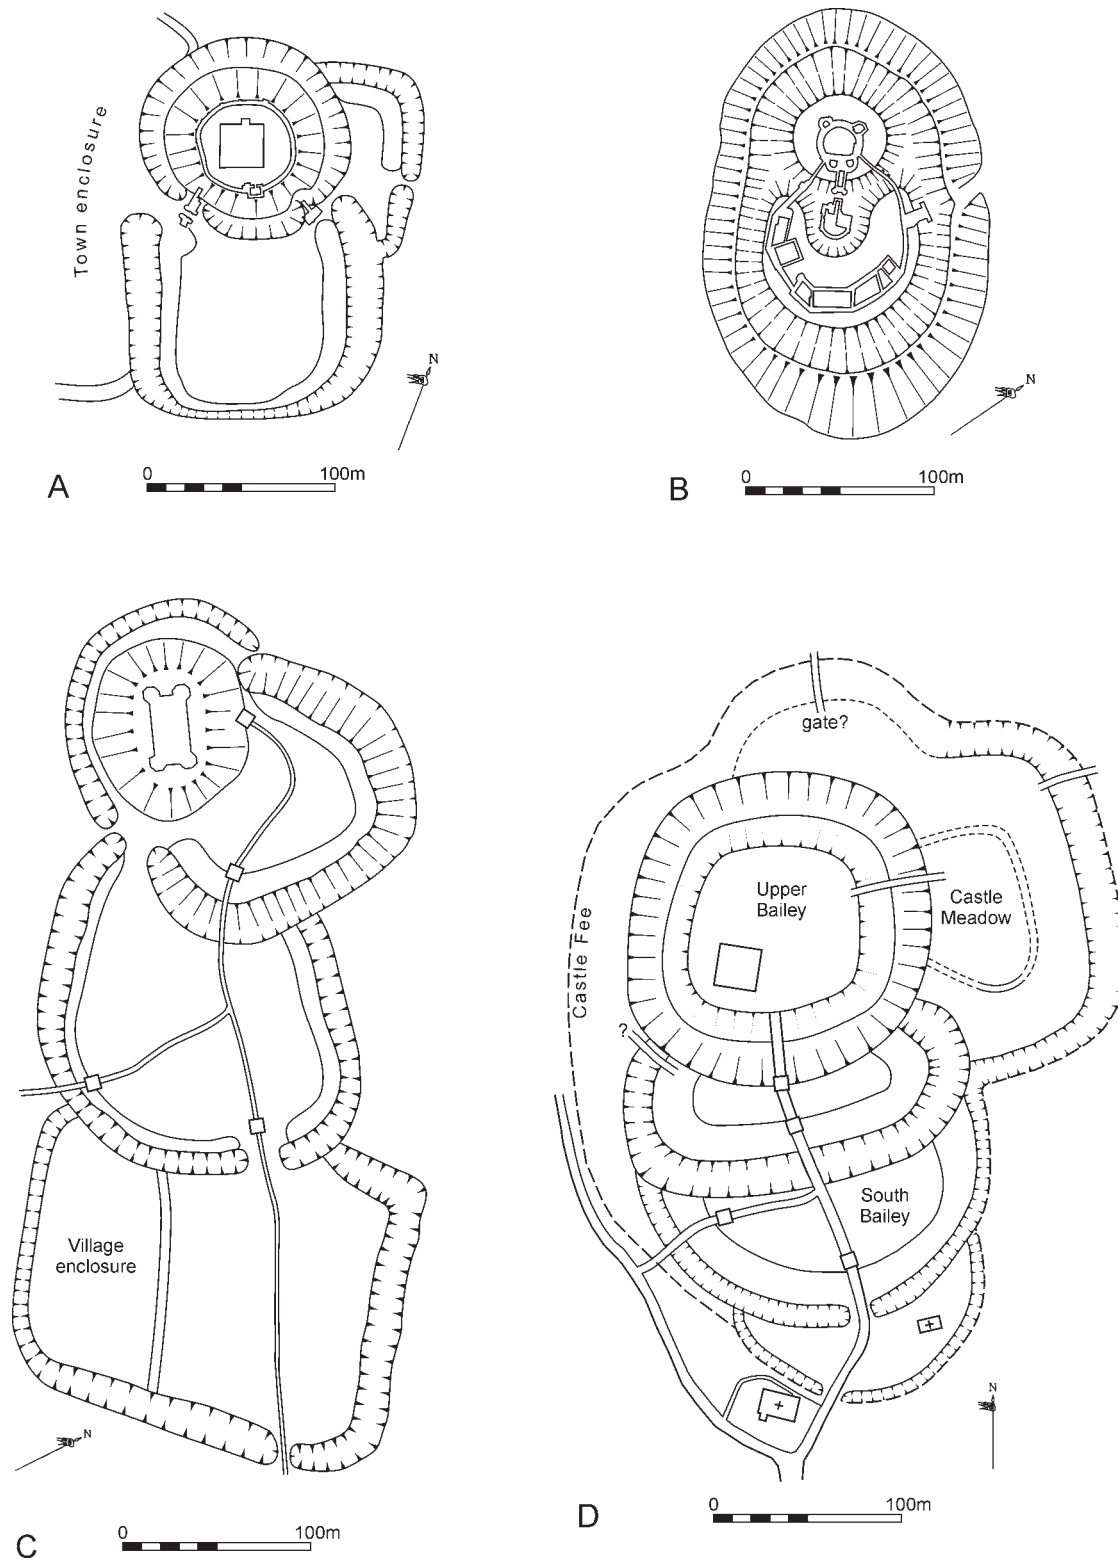 Town enclosure
N
0 100m
A
N
0 100m
B
Village
enclosure
N
0 100m
C
gate?
Upper
Bailey
Castle
Meadow
Castle Fee
?
South
Bailey
N
0 100m
D